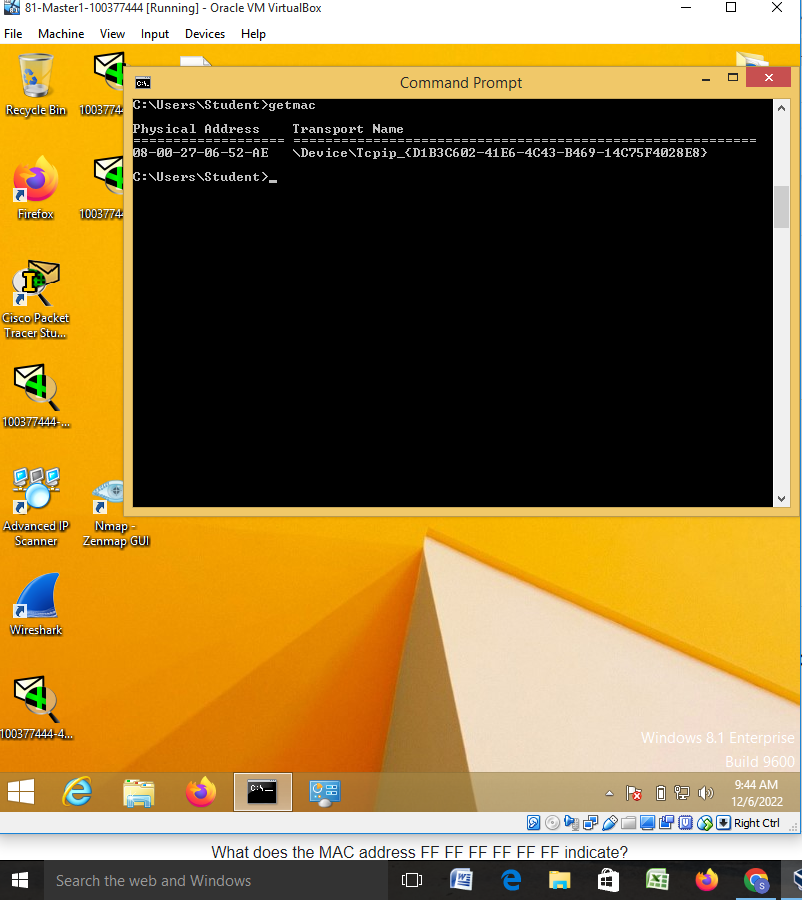 81-Master1-100377444 [Running] - Oracle VM VirtualBox
File Machine View Input Devices Help
Recycle Bin
10037744
Firefox
10037744
Cisco Packet
Tracer Stu...
100377444-...
Advanced IP
Scanner
Nmap -
Zenmap GUI
Wireshark
100377444-4...
Command Prompt
C:\Users\Student>getmac
Physical Address Transport Name
=================== ==========================================================
08-00-27-06-52-AE \Device\Tcpip_{D1B3C602-41E6-4C43-B469-14C75F4028E8}
C:\Users\Student>_
Windows 8.1 Enterprise
Build 9600
9:44 AM
12/6/2022
Right Ctrl
What does the MAC address FF FF FF FF FF FF indicate?
Search the web and Windows